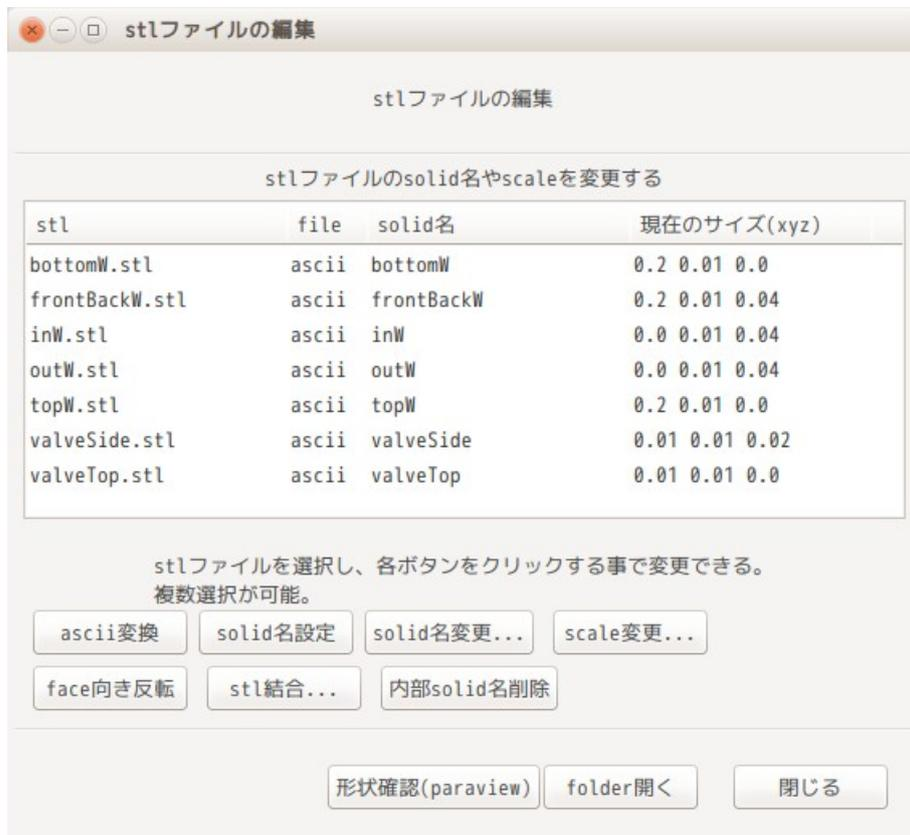 stlファイルの編集
stlファイルの編集
stlファイルのsolid名やscaleを変更する
stl file solid名 現在のサイズ(xyz)
bottomW.stl ascii bottomW 0.2 0.01 0.0
frontBackW.stl ascii frontBackW 0.2 0.01 0.04
inW.stl ascii inW 0.0 0.01 0.04
outW.stl ascii outW 0.0 0.01 0.04
topW.stl ascii topW 0.2 0.01 0.0
valveSide.stl ascii valveSide 0.01 0.01 0.02
valveTop.stl ascii valveTop 0.01 0.01 0.0
stlファイルを選択し、各ボタンをクリックする事で変更できる。
複数選択が可能。
ascii変換 solid名設定 solid名変更... scale変更...
face向き反転 stl結合... 内部solid名削除
形状確認(paraview) folder開く 閉じる